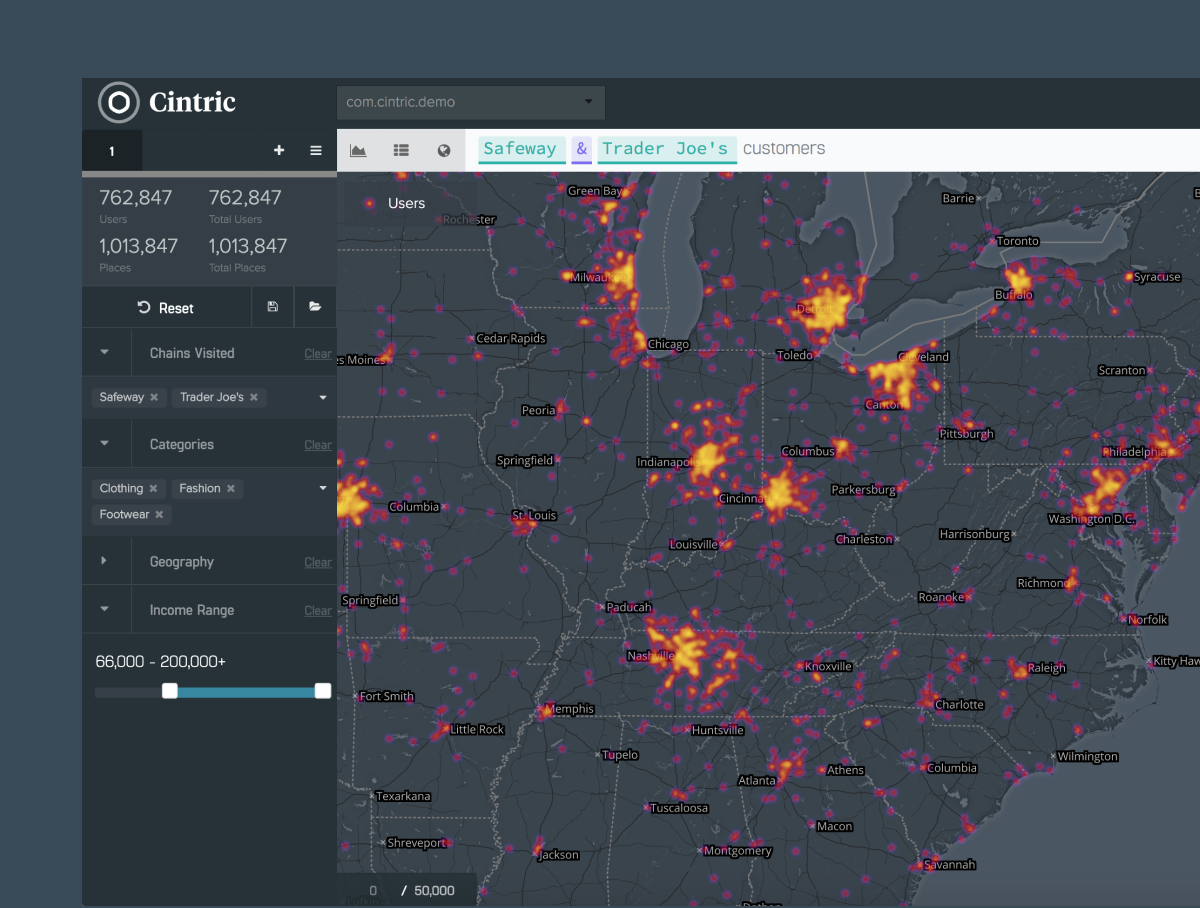 Cintric
com.cintric.demo
1
Safeway & Trader Joe's customers
762,847 762,847
Users Total Users
1,013,847 1,013,847
Places Total Places
Reset
Chains Visited Clear
Safeway Trader Joe's
Categories Clear
Clothing Fashion
Footwear
Geography Clear
Income Range Clear
66,000 - 200,000+
Users
Green Bay
Barrie
Rochester
Toronto
Milwau
Syracuse
Buffalo
Detroit
Cedar Rapids
Chicago
Toledo
Cleveland
es Moines
Scranton
Canton
Peoria
Pittsburgh
Columbus
Philadelphia
Springfield
Indianapol
Parkersburg
Cincinna
Columbia
St. Louis
Washington D.C.
Harrisonburg
Charleston
Louisville
Richmond
Roanoke
Springfield
Paducah
Norfolk
Nashville
Kitty Haw
Knoxville
Raleigh
Fort Smith
Charlotte
Memphis
Little Rock
Huntsville
Tupelo
Wilmington
Athens
Columbia
Atlanta
Texarkana
Tuscaloosa
Macon
Shreveport
Montgomery
Jackson
Savannah
0 / 50,000
Dothan